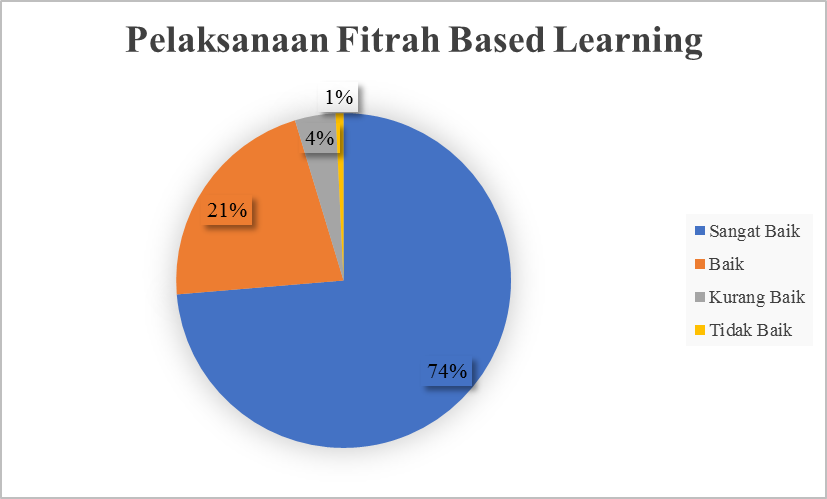 Pelaksanaan Fitrah Based Learning
1%
4%
21%
74%
Sangat Baik
Baik
Kurang Baik
Tidak Baik